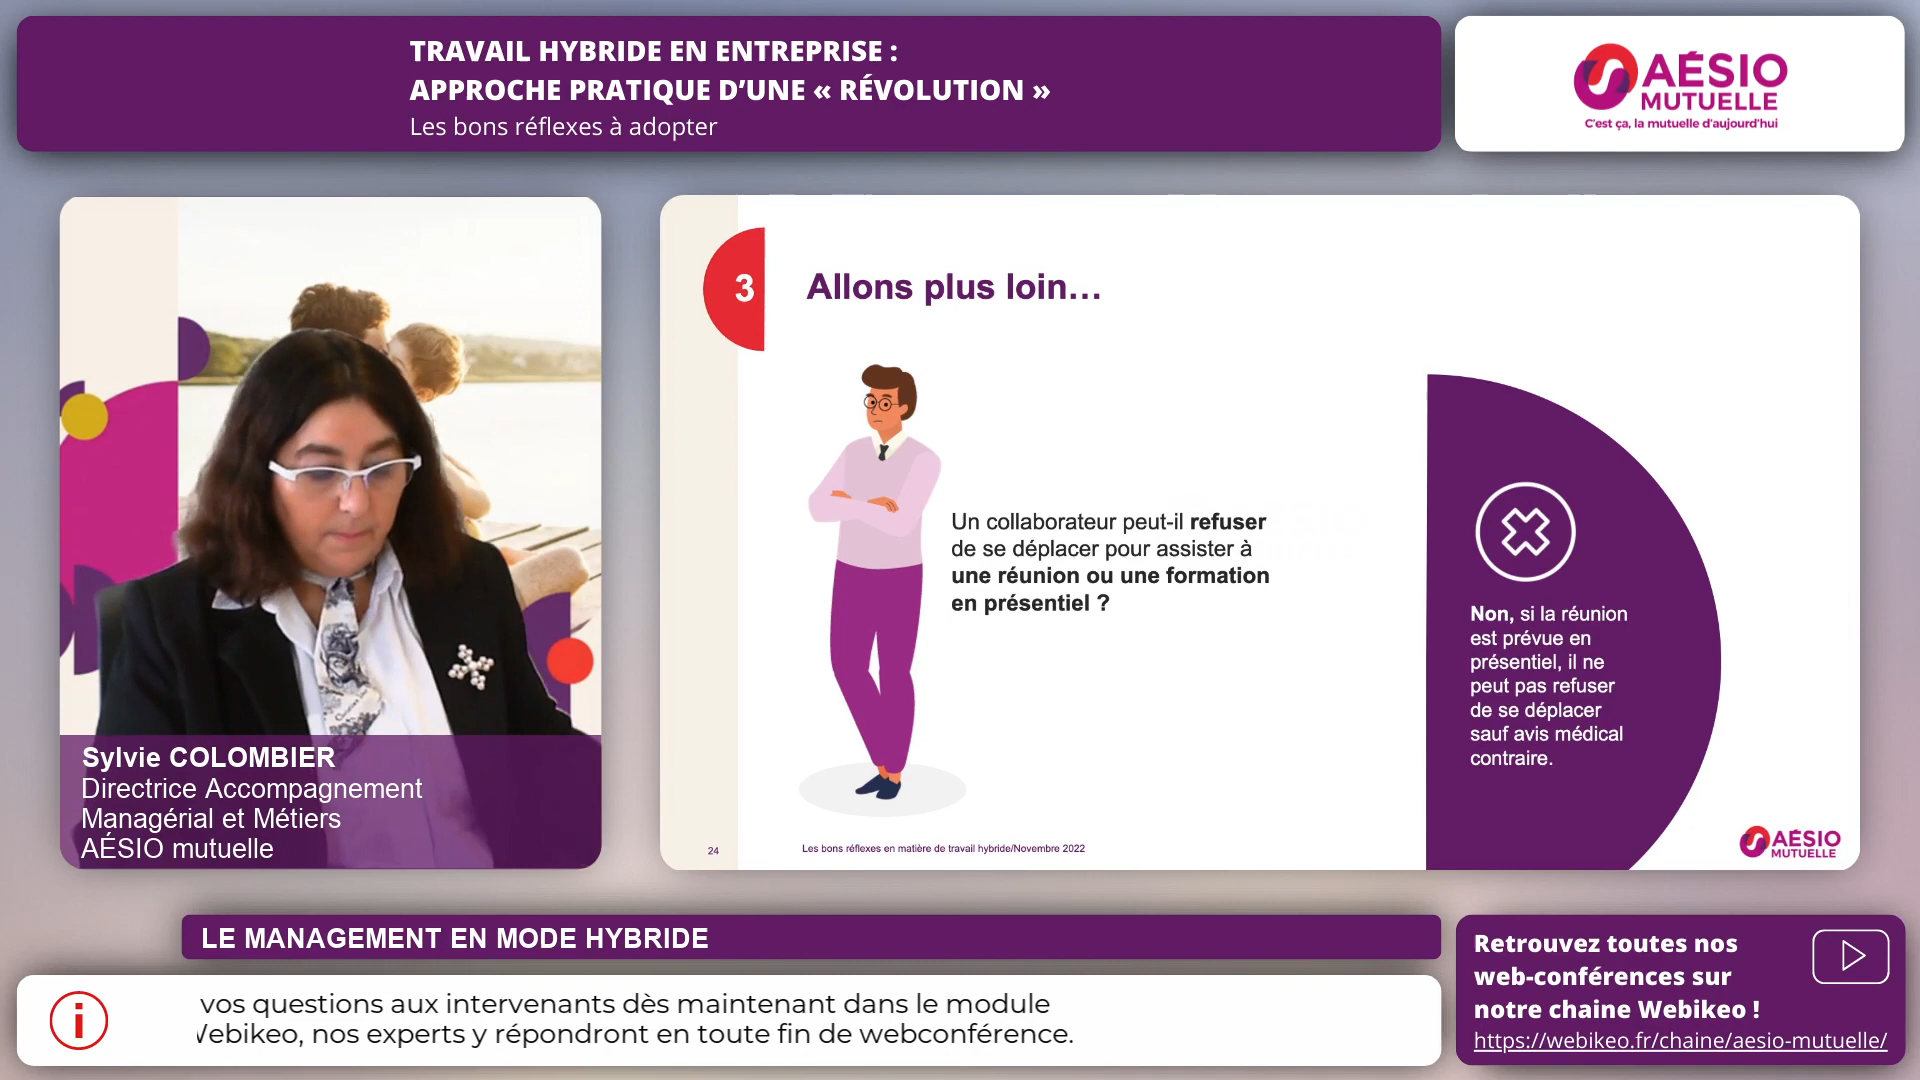 TRAVAIL HYBRIDE EN ENTREPRISE :
APPROCHE PRATIQUE D’UNE « RÉVOLUTION »
Les bons réflexes à adopter
AÉSIO
MUTUELLE
C'est ça, la mutuelle d'aujourd'hui
3
Allons plus loin…
Un collaborateur peut-il refuser
de se déplacer pour assister à
une réunion ou une formation
en présentiel ?
Non, si la réunion
est prévue en
présentiel, il ne
peut pas refuser
de se déplacer
sauf avis médical
contraire.
24
Les bons réflexes en matière de travail hybride/Novembre 2022
AÉSIO
MUTUELLE
Sylvie COLOMBIER
Directrice Accompagnement
Managérial et Métiers
AÉSIO mutuelle
LE MANAGEMENT EN MODE HYBRIDE
vos questions aux intervenants dès maintenant dans le module
Webikeo, nos experts y répondront en toute fin de webconférence.
Retrouvez toutes nos
web-conférences sur
notre chaine Webikeo !
https://webikeo.fr/chaine/aesio-mutuelle/